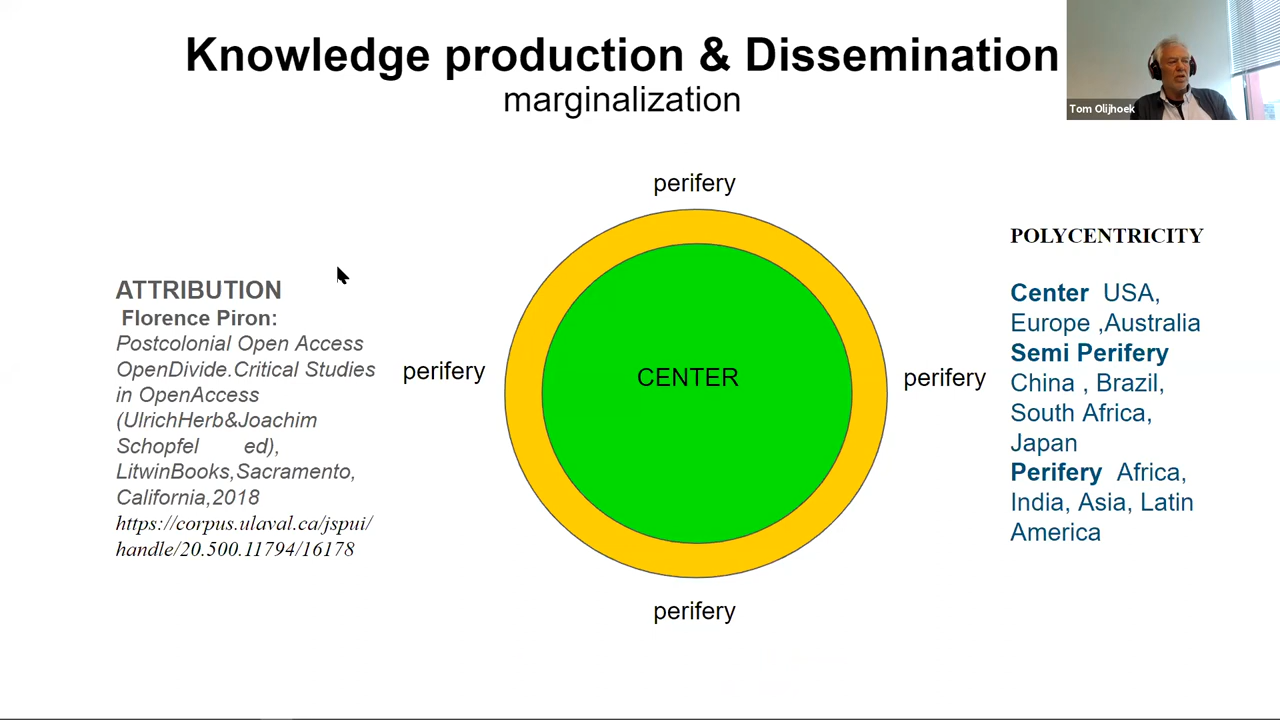 Knowledge production & Dissemination
marginalization
Tom Olijhoek
perifery
POLYCENTRICITY
ATTRIBUTION
Florence Piron:
Postcolonial Open Access
OpenDivide.Critical Studies
in OpenAccess
(UlrichHerb&Joachim
Schopfel ed),
LitwinBooks,Sacramento,
California,2018
https://corpus.ulaval.ca/jspui/
handle/20.500.11794/16178
perifery
CENTER
perifery
Center USA,
Europe ,Australia
Semi Perifery
China , Brazil,
South Africa,
Japan
Perifery Africa,
India, Asia, Latin
America
perifery